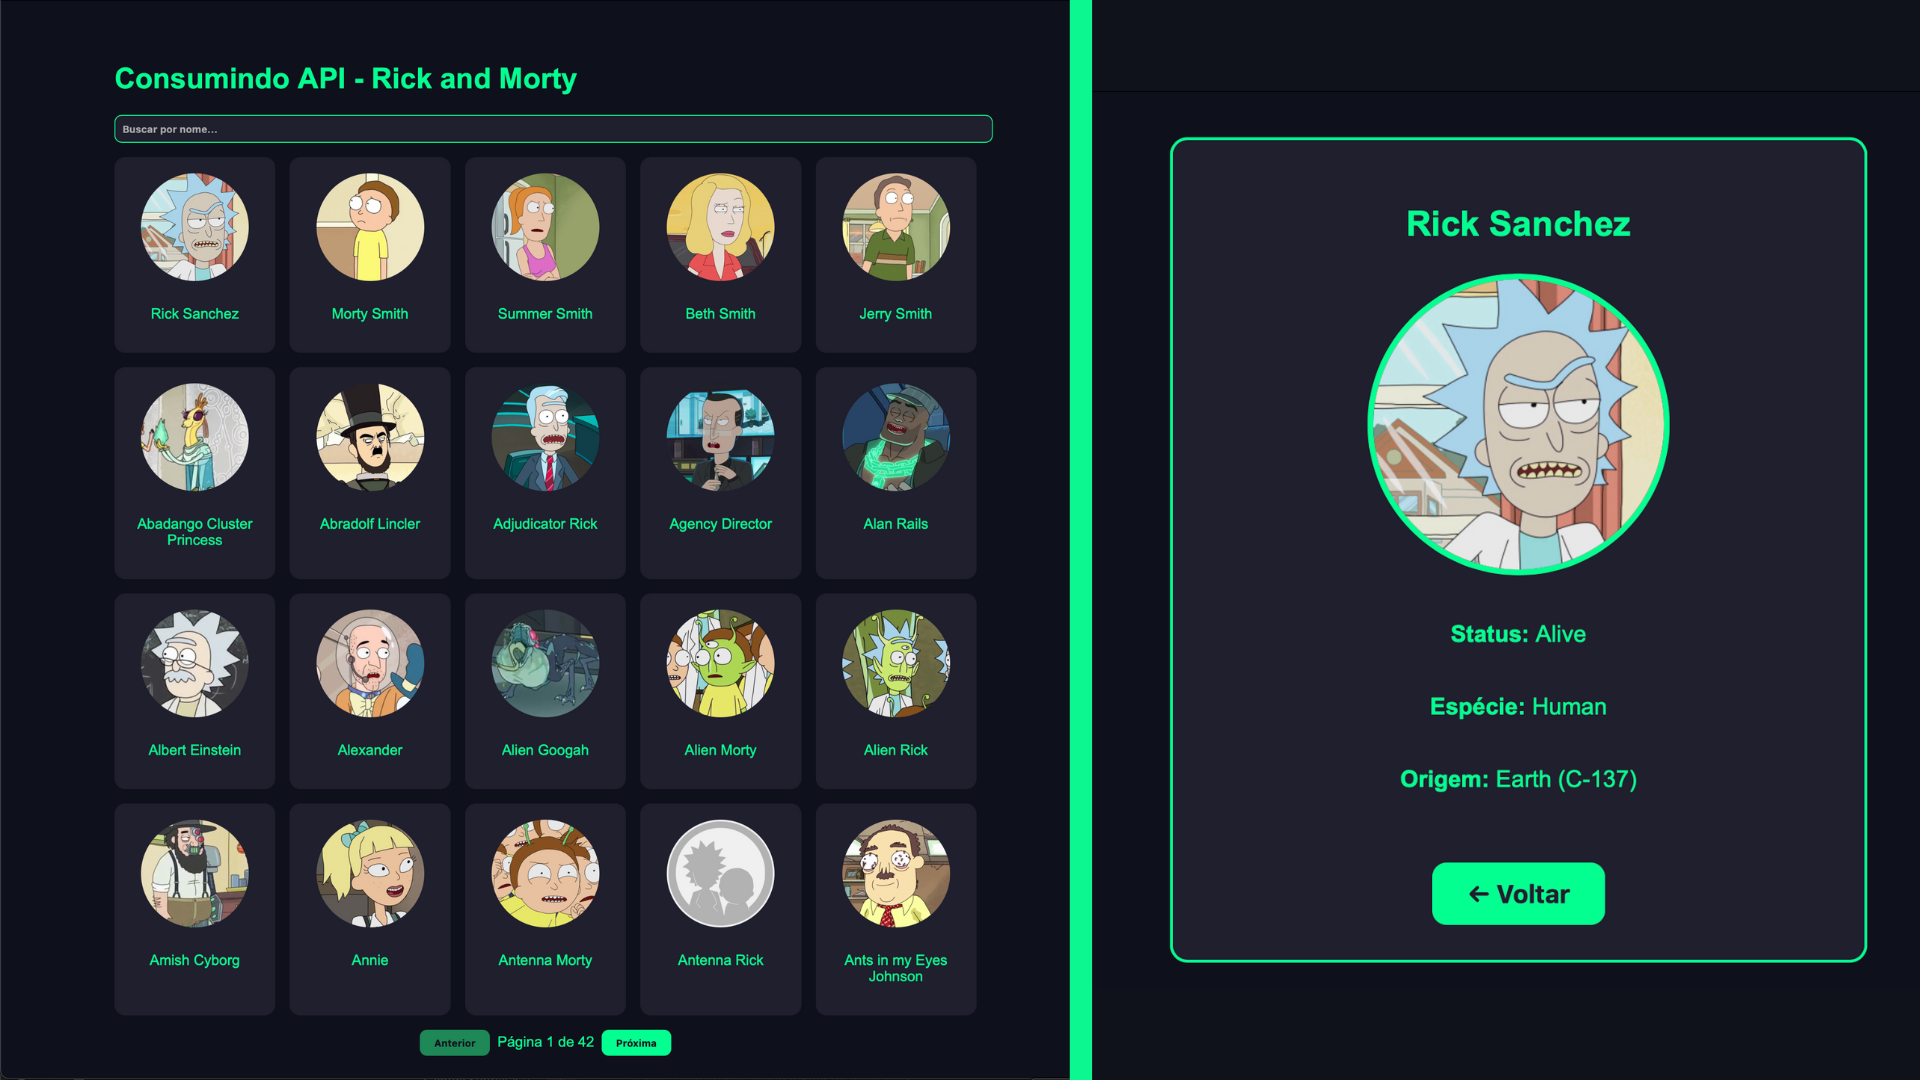 Consumindo API - Rick and Morty
Buscar por nome...
Rick Sanchez
Morty Smith
Summer Smith
Beth Smith
Jerry Smith
Abadango Cluster
Princess
Abradolf Lincler
Adjudicator Rick
Agency Director
Alan Rails
Albert Einstein
Alexander
Alien Googah
Alien Morty
Alien Rick
Amish Cyborg
Annie
Antenna Morty
Antenna Rick
Ants in my Eyes
Johnson
Anterior
Página 1 de 42
Próxima
Rick Sanchez
Status: Alive
Espécie: Human
Origem: Earth (C-137)
← Voltar